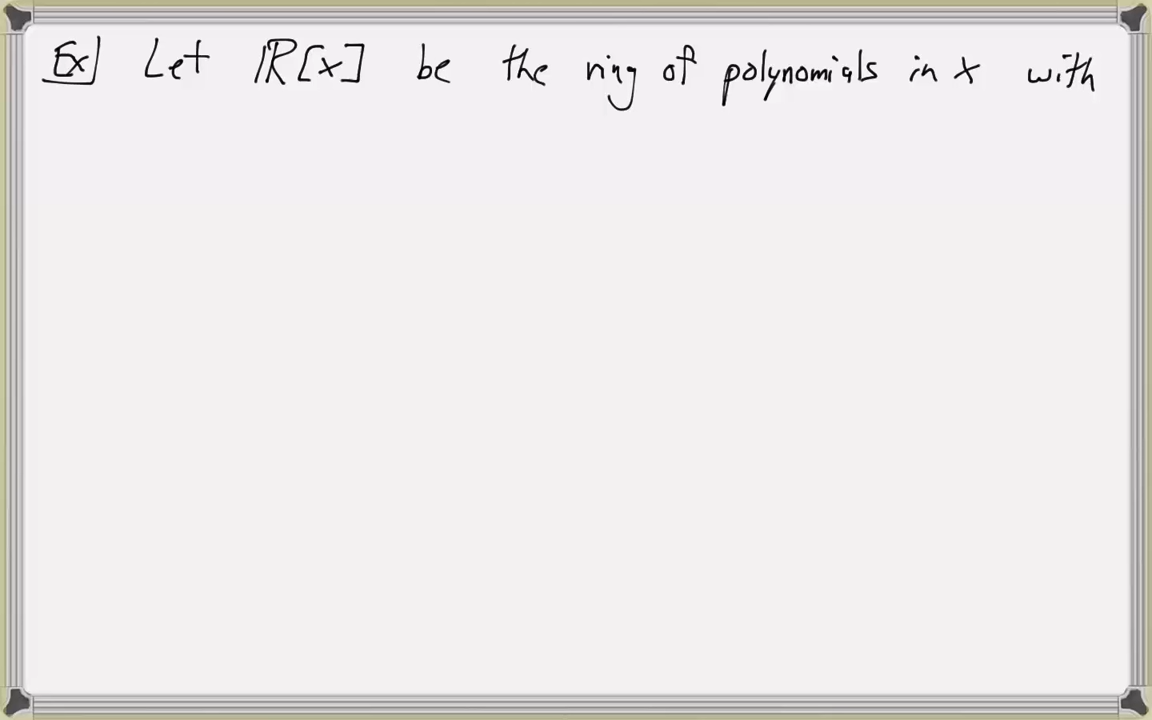 Ex Let ℝ[x] be the ring of polynomials in x with